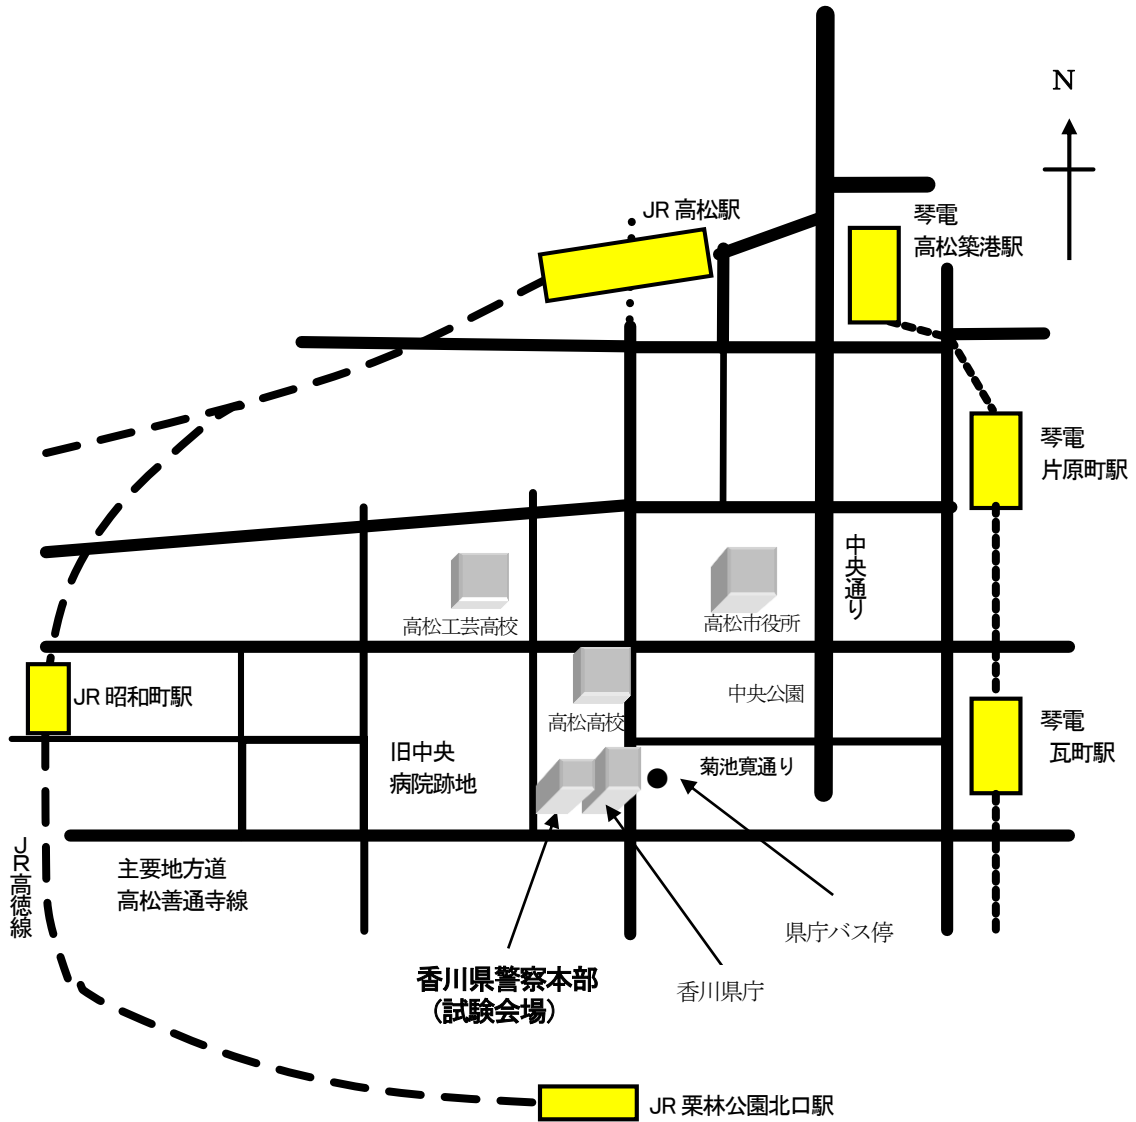 N
JR 高松駅
琴電
高松築港駅
琴電
片原町駅
中央通り
高松工芸高校
高松市役所
JR 昭和町駅
中央公園
高松高校
琴電
瓦町駅
旧中央
病院跡地
菊池寛通り
JR高徳線
主要地方道
高松善通寺線
県庁バス停
香川県警察本部
（試験会場）
香川県庁
JR 栗林公園北口駅